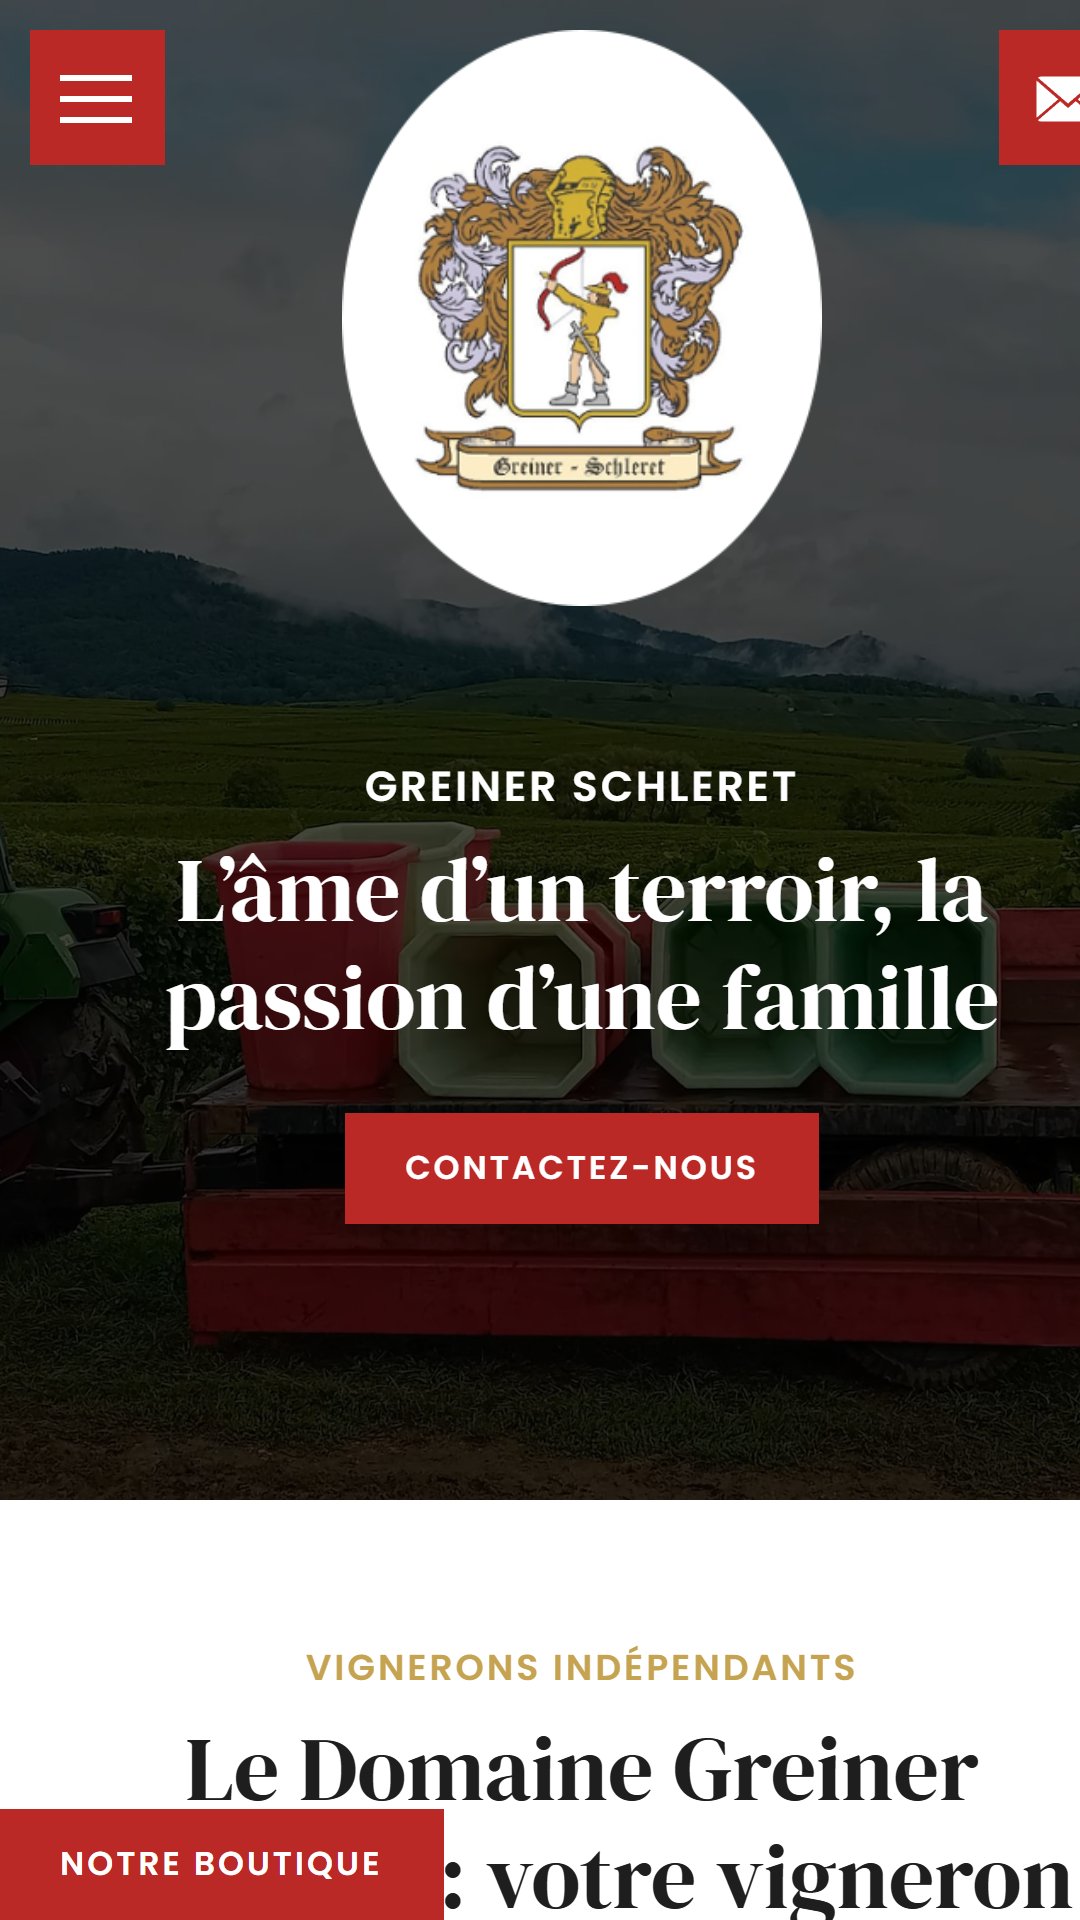 Greiner - Schleret
GREINER SCHLERET
L’âme d’un terroir, la
passion d’une famille
CONTACTEZ-NOUS
VIGNERONS INDÉPENDANTS
Le Domaine Greiner
: votre vigneron
NOTRE BOUTIQUE